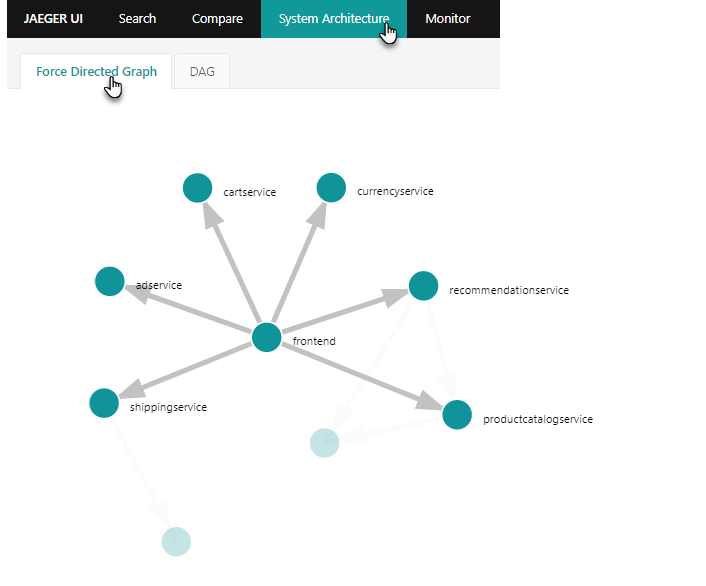 JAEGER UI Search Compare System Architecture Monitor
Force Directed Graph DAG
cartservice
currencyservice
adservice
recommendationservice
frontend
shippingservice
productcatalogservice